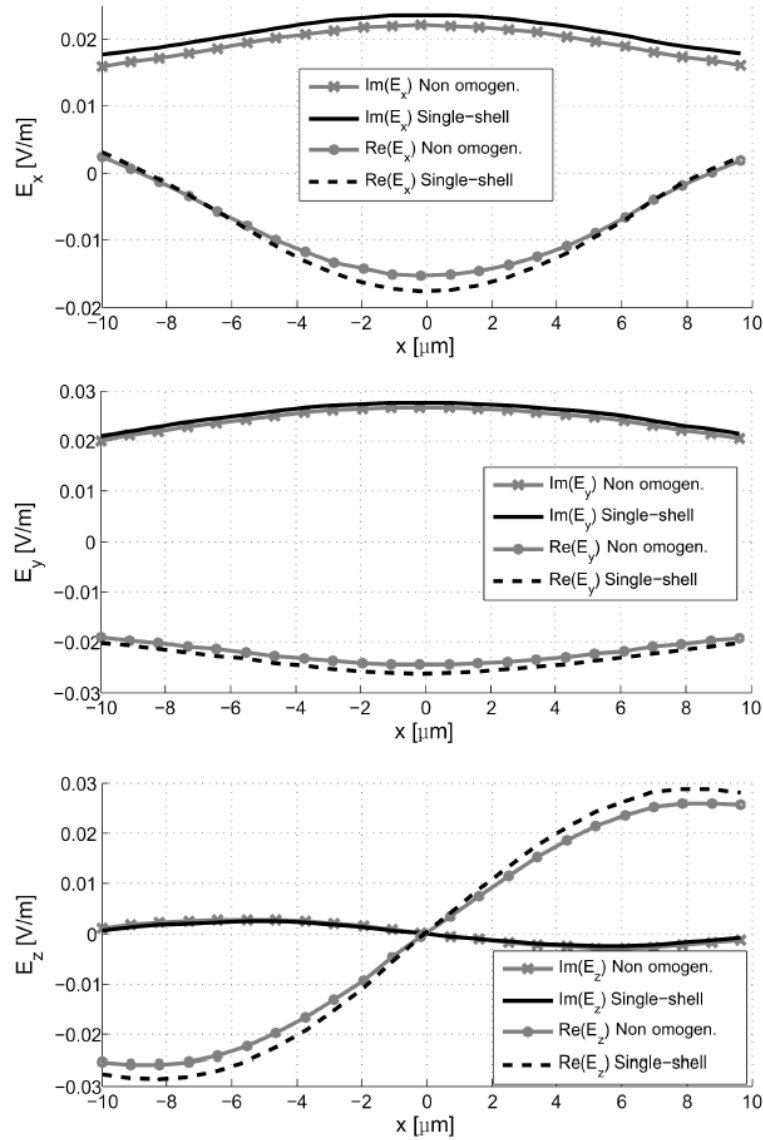 0.02
0.01
0
−0.01
−0.02
E_x [V/m]
Im(E_x) Non omogen.
Im(E_x) Single−shell
Re(E_x) Non omogen.
Re(E_x) Single−shell
−10 −8 −6 −4 −2 0 2 4 6 8 10
x [μm]
0.03
0.02
0.01
0
−0.01
−0.02
−0.03
E_y [V/m]
Im(E_y) Non omogen.
Im(E_y) Single−shell
Re(E_y) Non omogen.
Re(E_y) Single−shell
−10 −8 −6 −4 −2 0 2 4 6 8 10
x [μm]
0.03
0.02
0.01
0
−0.01
−0.02
−0.03
E_z [V/m]
Im(E_z) Non omogen.
Im(E_z) Single−shell
Re(E_z) Non omogen.
Re(E_z) Single−shell
−10 −8 −6 −4 −2 0 2 4 6 8 10
x [μm]